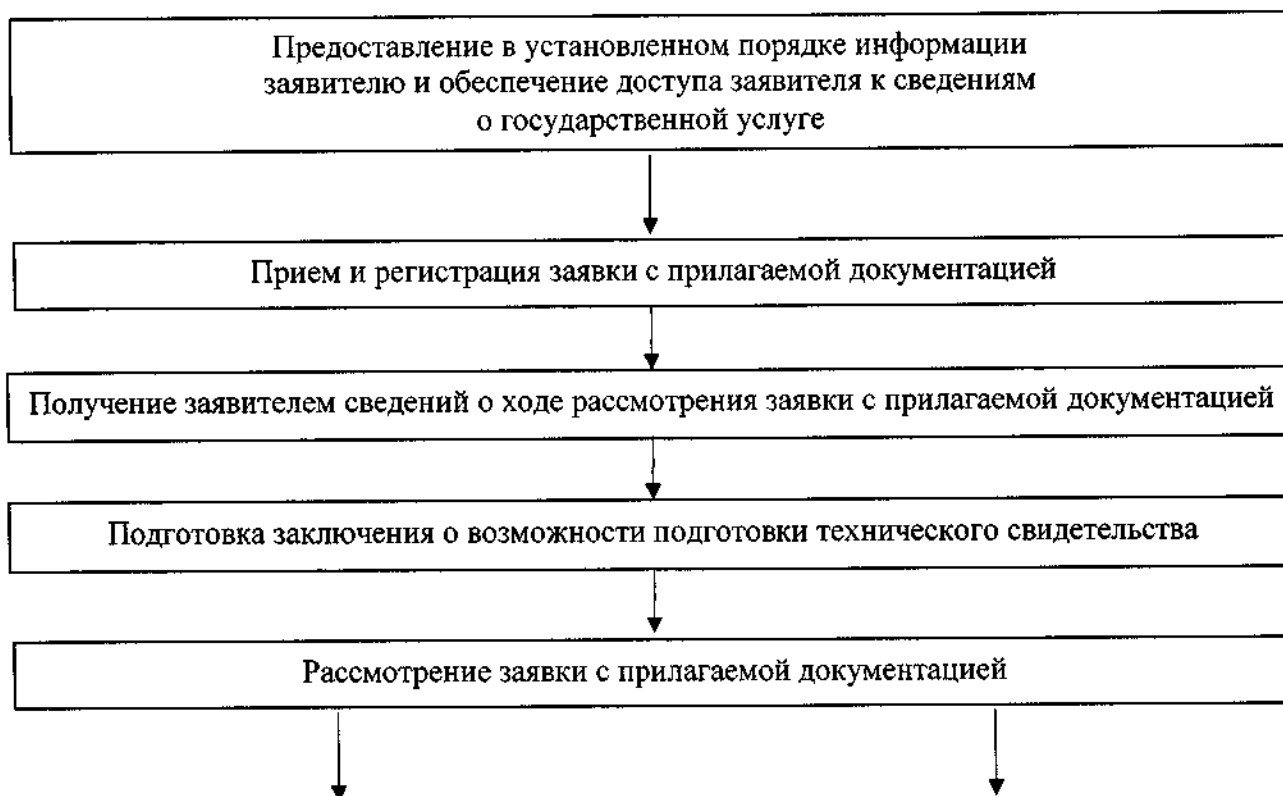 Предоставление в установленном порядке информации
заявителю и обеспечение доступа заявителя к сведениям
о государственной услуге
Прием и регистрация заявки с прилагаемой документацией
Получение заявителем сведений о ходе рассмотрения заявки с прилагаемой документацией
Подготовка заключения о возможности подготовки технического свидетельства
Рассмотрение заявки с прилагаемой документацией